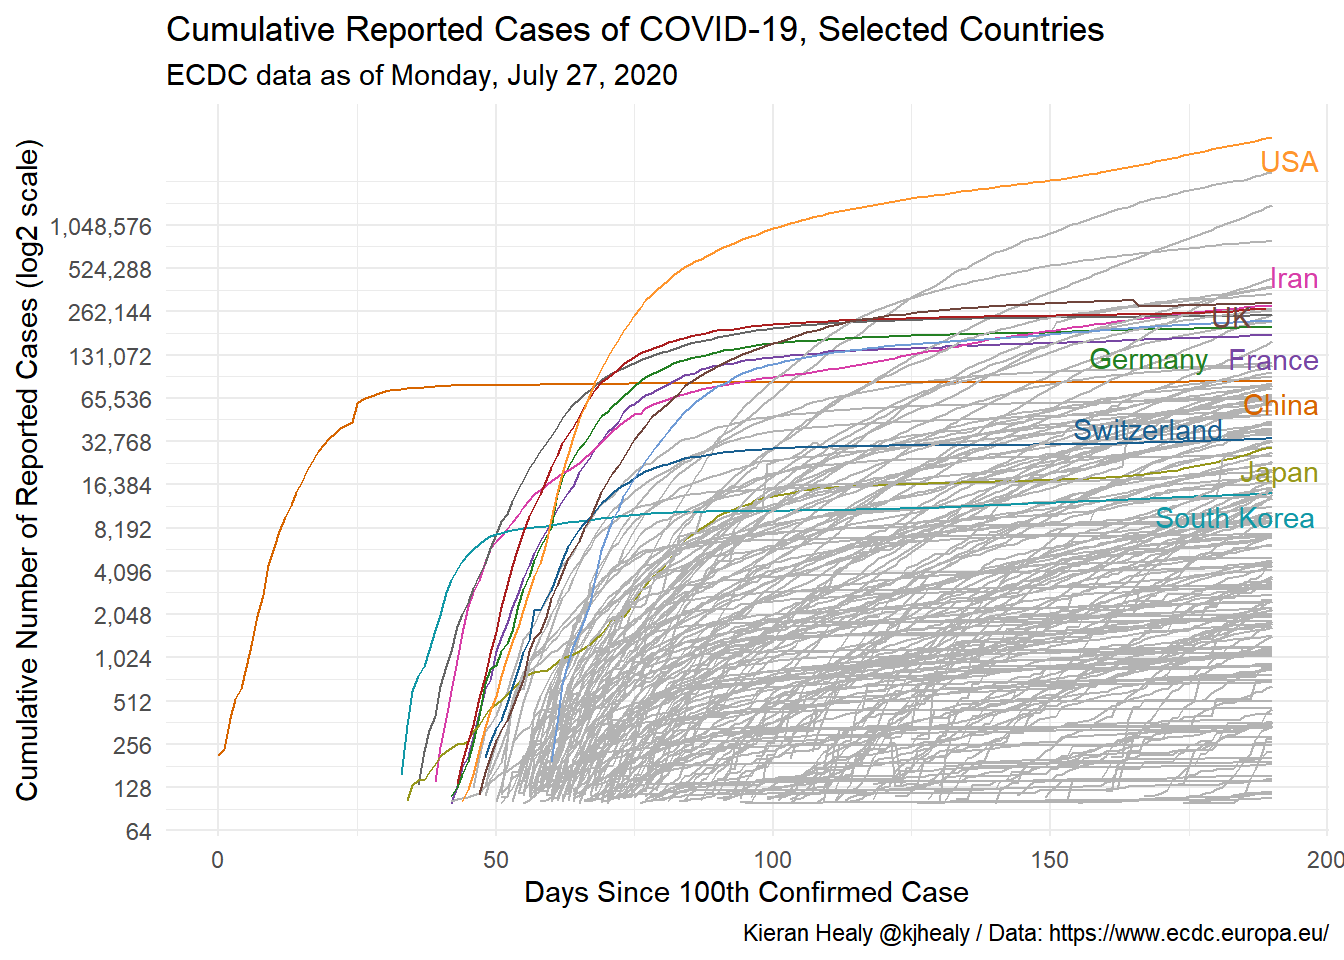 Cumulative Reported Cases of COVID-19, Selected Countries
ECDC data as of Monday, July 27, 2020
Cumulative Number of Reported Cases (log2 scale)
1,048,576
524,288
262,144
131,072
65,536
32,768
16,384
8,192
4,096
2,048
1,024
512
256
128
64
USA
Iran
UK
Germany
France
China
Switzerland
Japan
South Korea
0
50
100
150
200
Days Since 100th Confirmed Case
Kieran Healy @kjhealy / Data: https://www.ecdc.europa.eu/